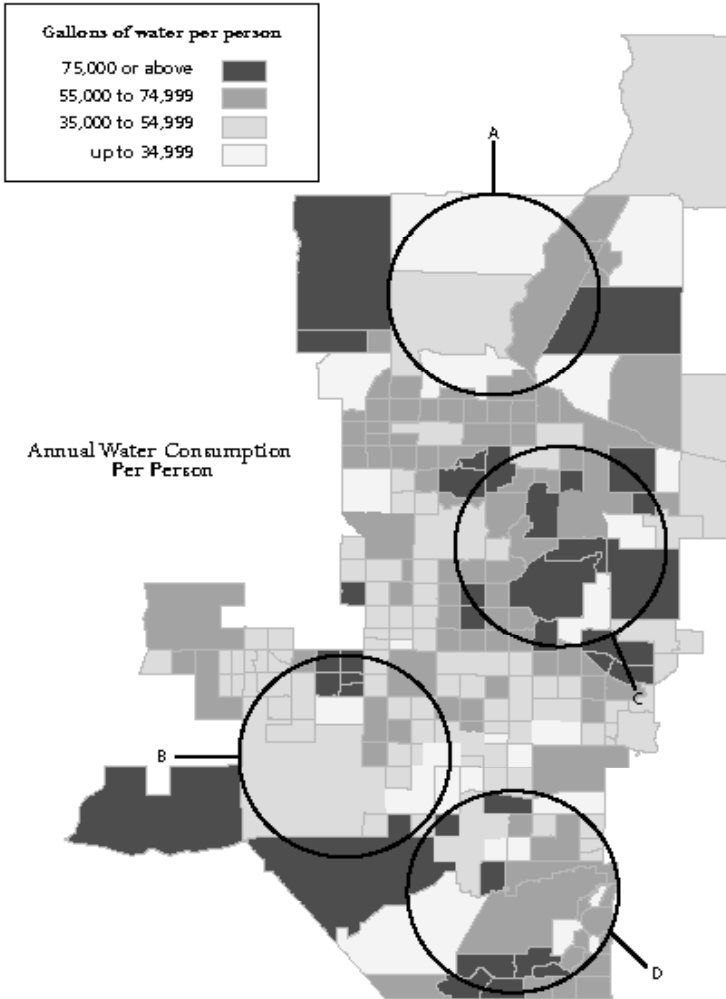 Gallons of water per person
75,000 or above
55,000 to 74,999
35,000 to 54,999
up to 34,999
A
Annual Water Consumption
Per Person
C
B
D